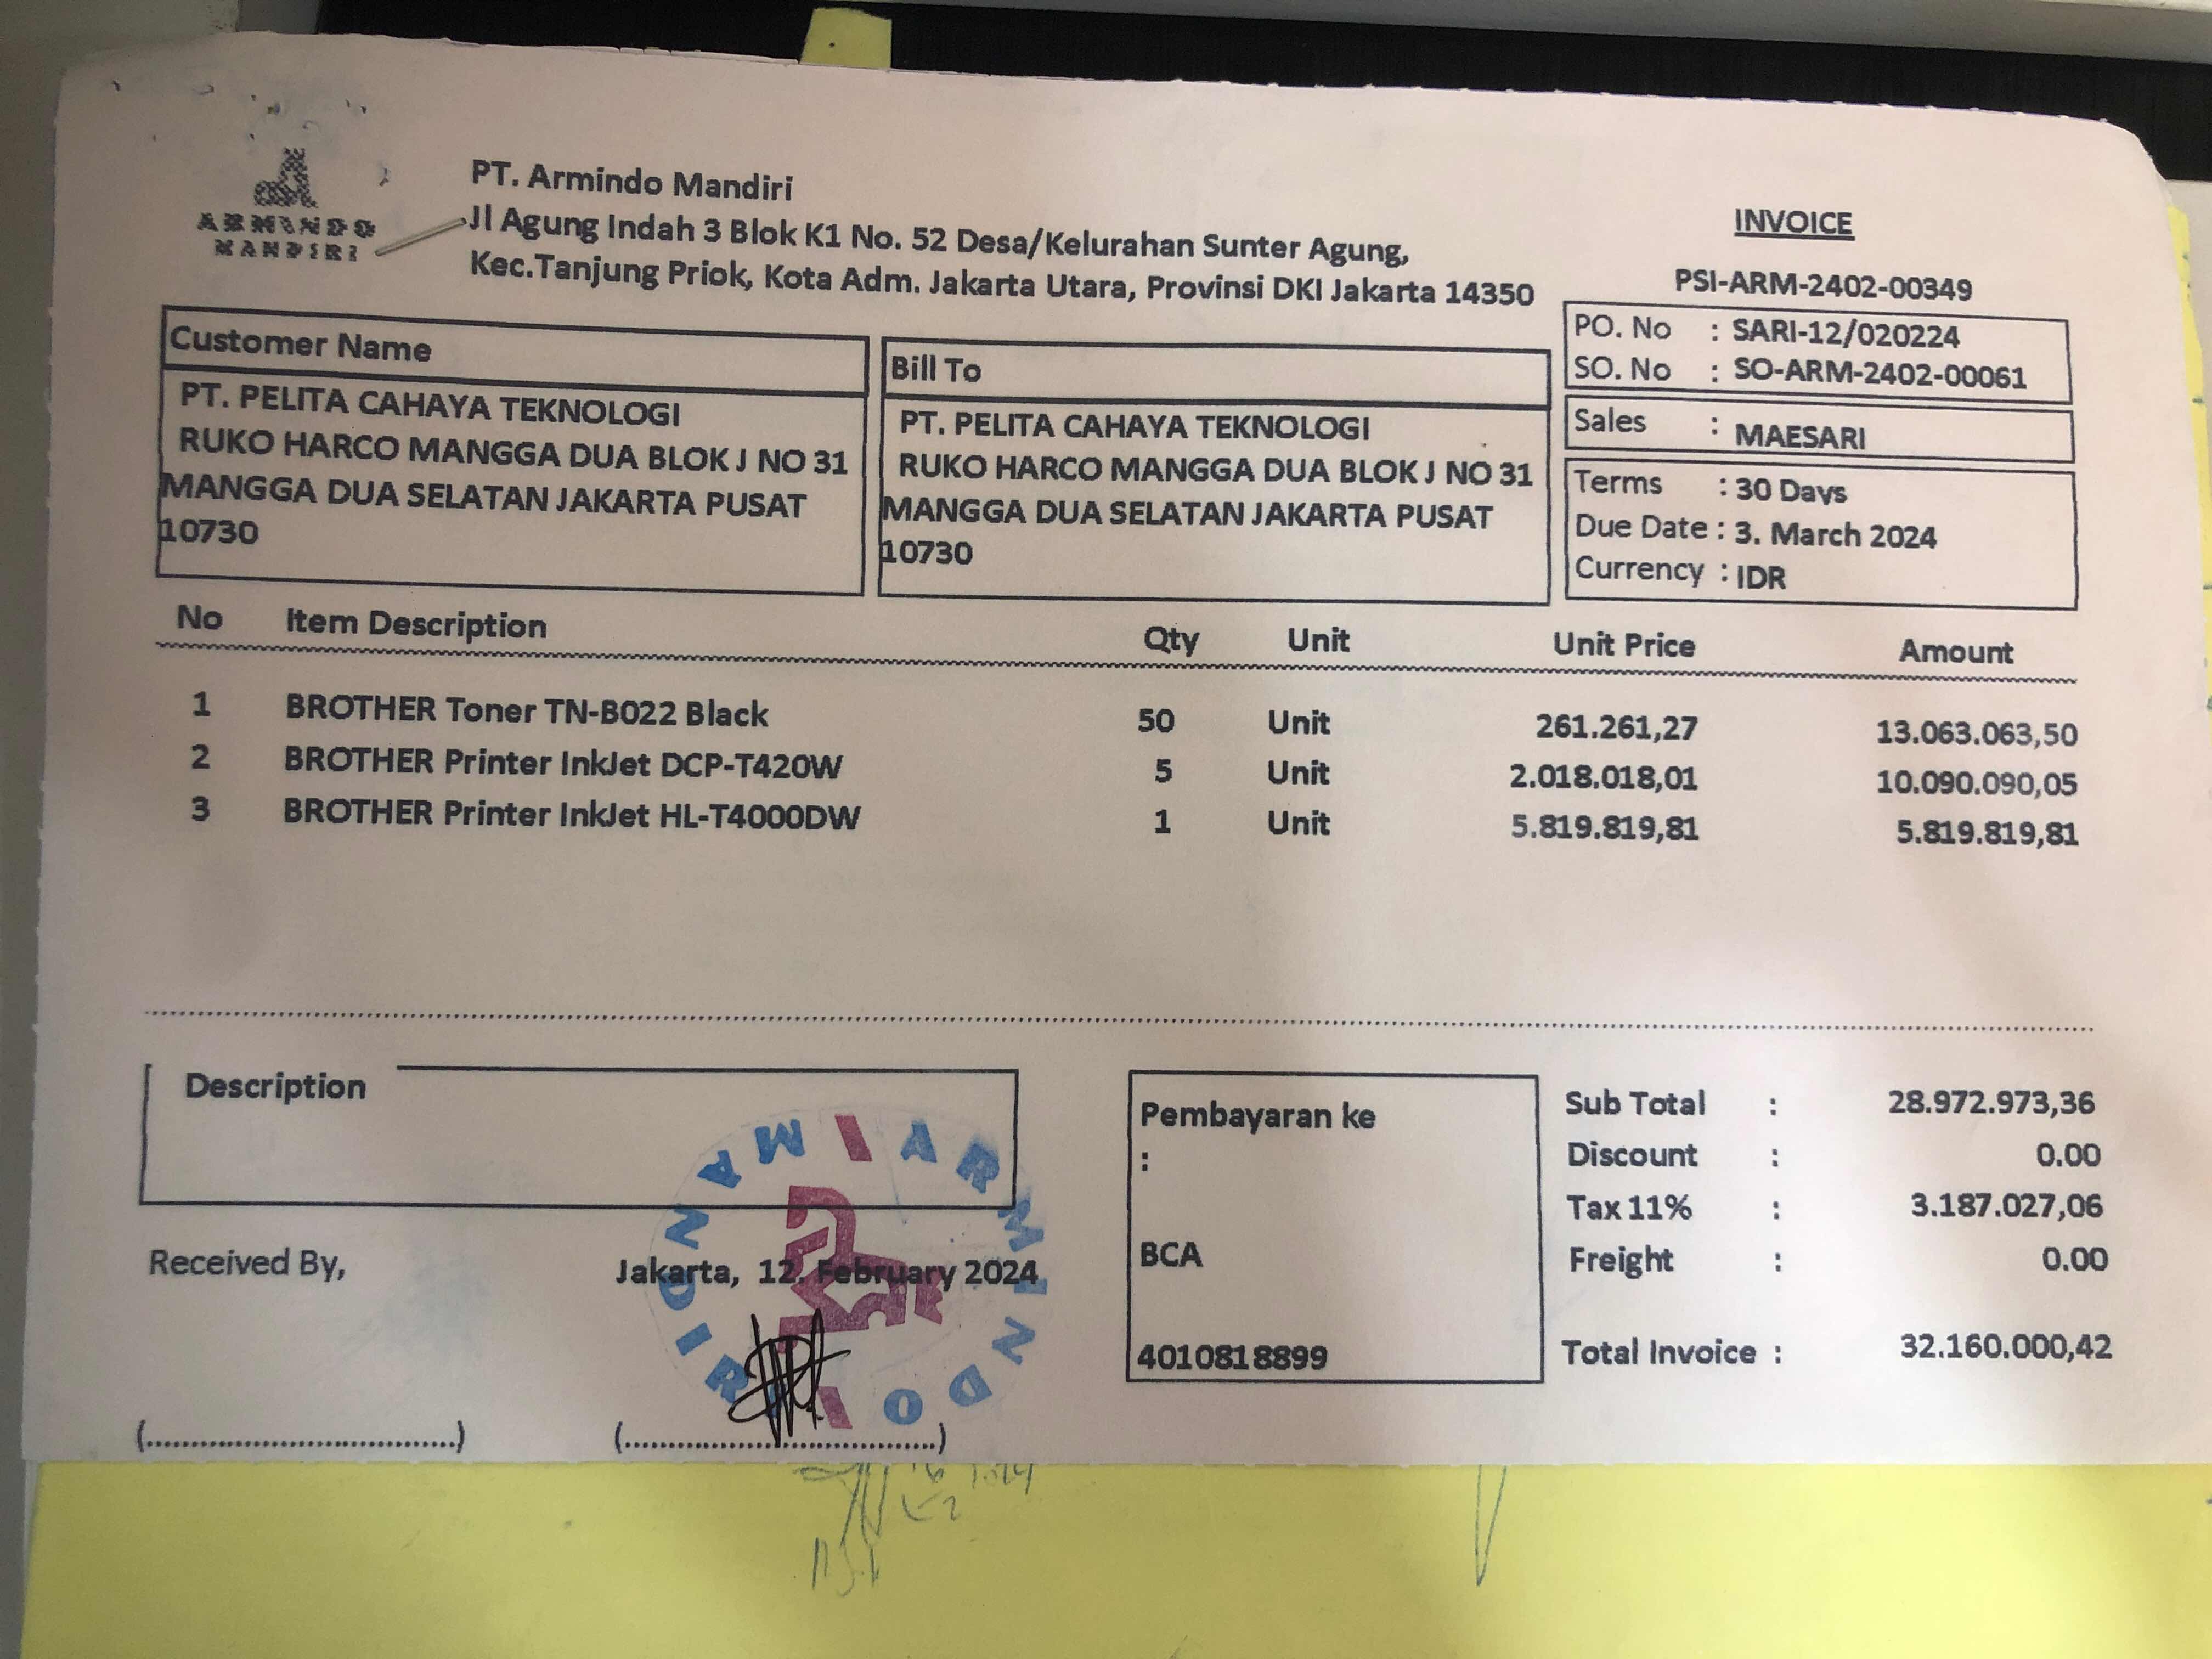 ARMINDO
MANDIRI
PT. Armindo Mandiri
Jl Agung Indah 3 Blok K1 No. 52 Desa/Kelurahan Sunter Agung,
Kec.Tanjung Priok, Kota Adm. Jakarta Utara, Provinsi DKI Jakarta 14350
INVOICE
PSI-ARM-2402-00349
PO. No : SARI-12/020224
SO. No : SO-ARM-2402-00061
Sales : MAESARI
Terms : 30 Days
Due Date : 3. March 2024
Currency : IDR
Customer Name
PT. PELITA CAHAYA TEKNOLOGI
RUKO HARCO MANGGA DUA BLOK J NO 31
MANGGA DUA SELATAN JAKARTA PUSAT
10730
Bill To
PT. PELITA CAHAYA TEKNOLOGI
RUKO HARCO MANGGA DUA BLOK J NO 31
MANGGA DUA SELATAN JAKARTA PUSAT
10730
No Item Description Qty Unit Unit Price Amount
1 BROTHER Toner TN-B022 Black 50 Unit 261.261,27 13.063.063,50
2 BROTHER Printer InkJet DCP-T420W 5 Unit 2.018.018,01 10.090.090,05
3 BROTHER Printer InkJet HL-T4000DW 1 Unit 5.819.819,81 5.819.819,81
Description
Received By,
Jakarta, 12. February 2024
ARMINDO MANDIRI
(................................)
(................................)
Pembayaran ke
:
BCA
4010818899
Sub Total : 28.972.973,36
Discount : 0.00
Tax 11% : 3.187.027,06
Freight : 0.00
Total Invoice : 32.160.000,42